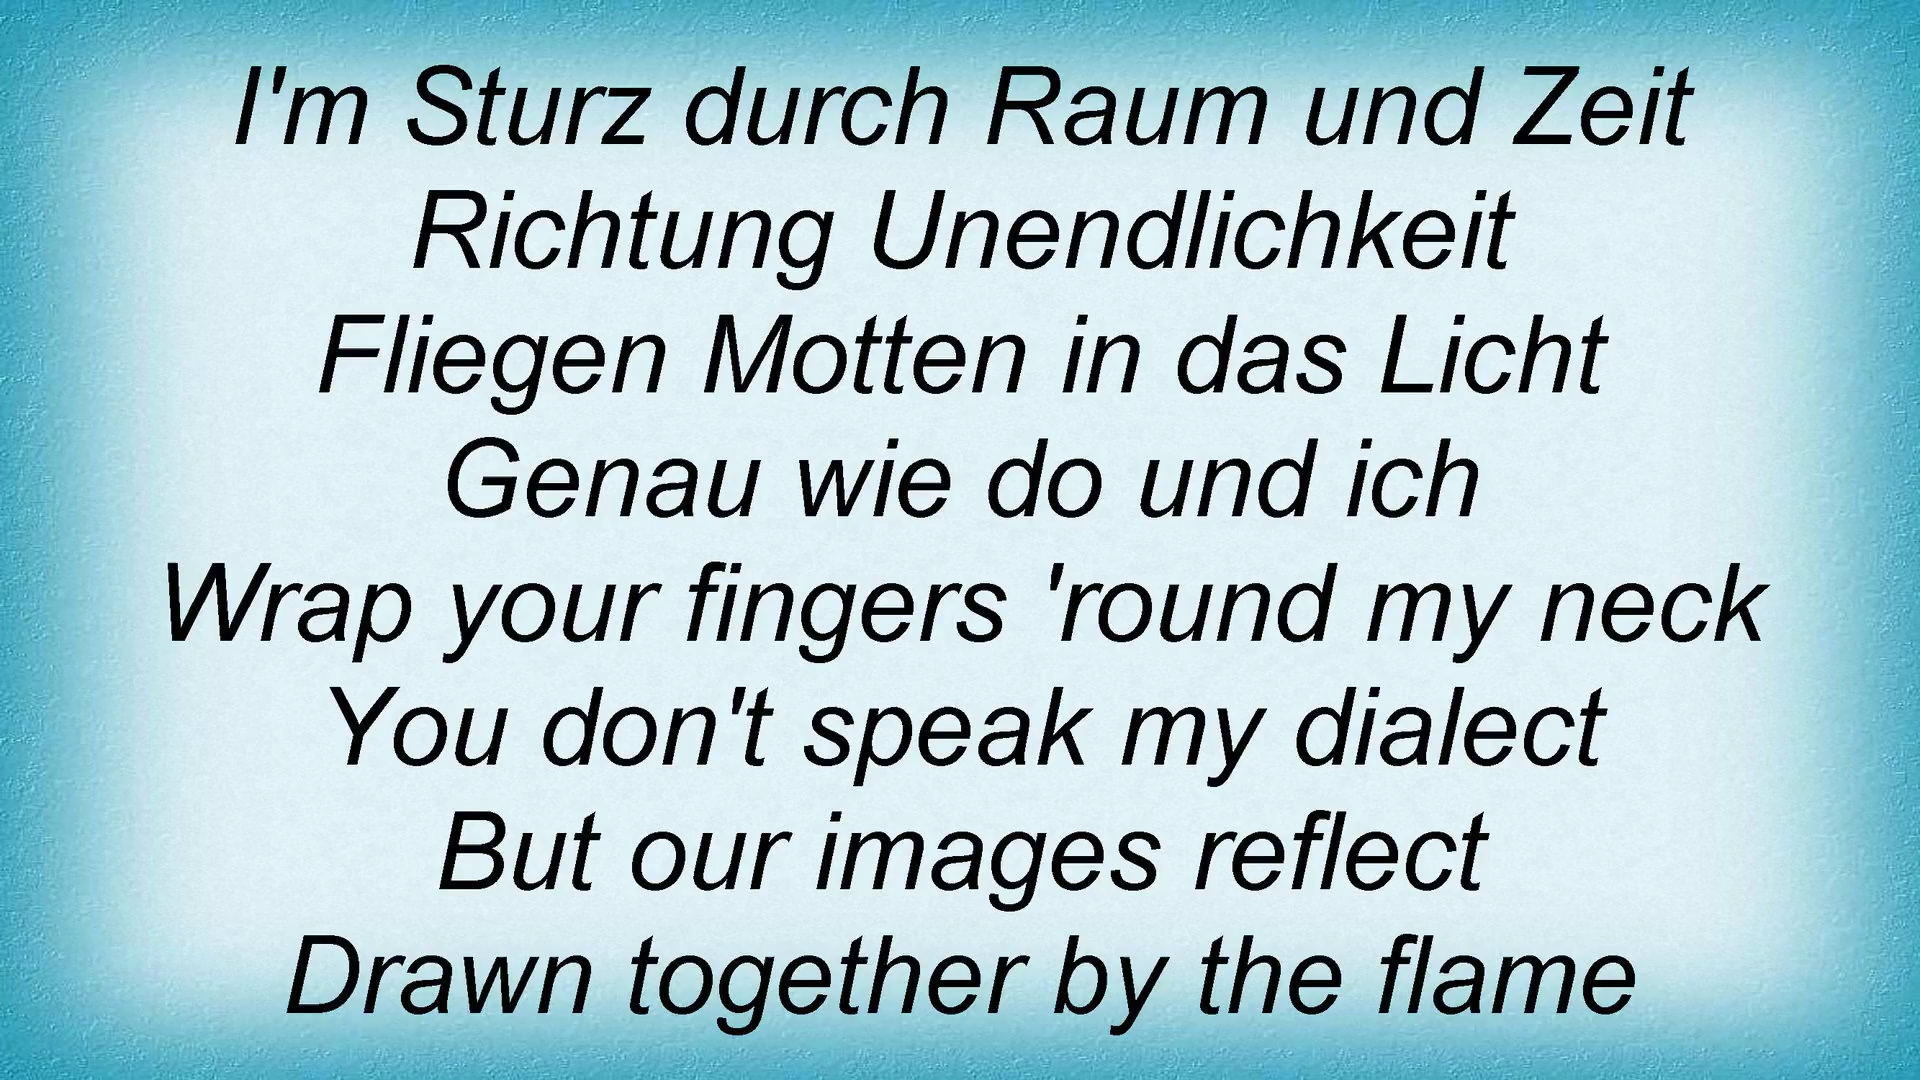 I'm Sturz durch Raum und Zeit
Richtung Unendlichkeit
Fliegen Motten in das Licht
Genau wie do und ich
Wrap your fingers 'round my neck
You don't speak my dialect
But our images reflect
Drawn together by the flame